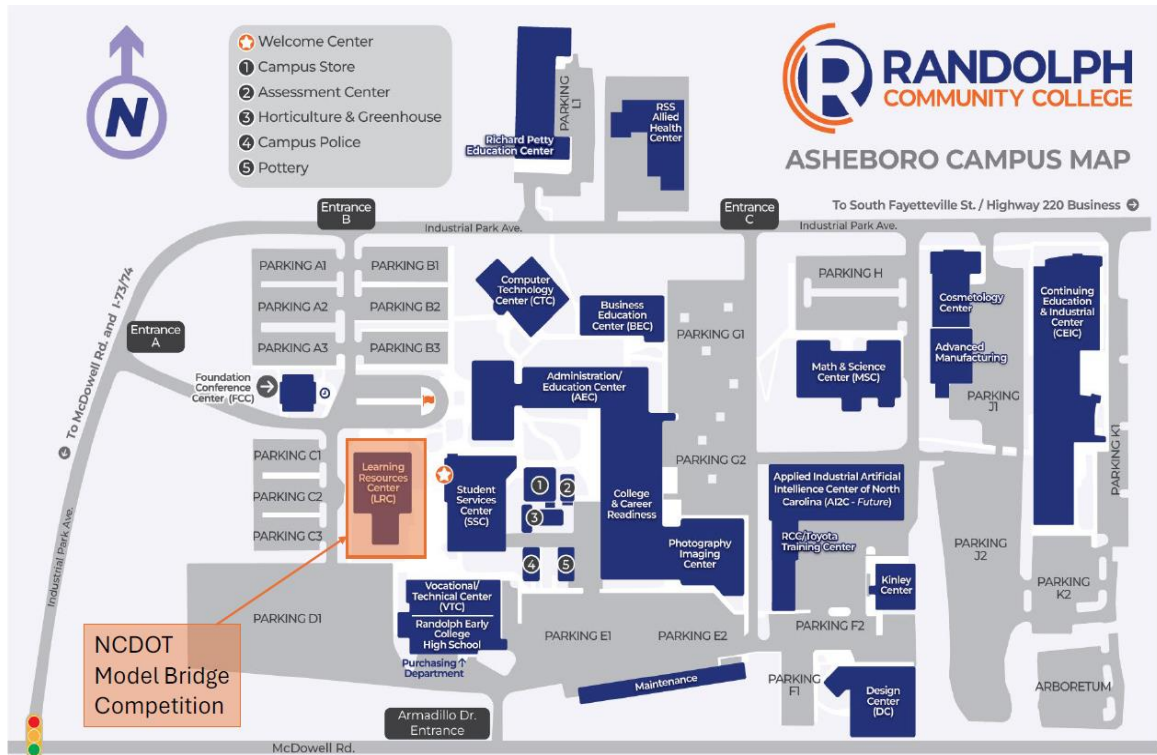 N
Welcome Center
1 Campus Store
2 Assessment Center
3 Horticulture & Greenhouse
4 Campus Police
5 Pottery
R
RANDOLPH
COMMUNITY COLLEGE
ASHEBORO CAMPUS MAP
To South Fayetteville St. / Highway 220 Business
Richard Petty
Education Center
PARKING
L1
RSS
Allied
Health
Center
Entrance
B
Entrance
C
Industrial Park Ave.
Industrial Park Ave.
To McDowell Rd. and I-73/74
Entrance
A
PARKING A1
PARKING A2
PARKING A3
PARKING B1
PARKING B2
PARKING B3
Computer
Technology
Center (CTC)
Business
Education
Center (BEC)
PARKING G1
PARKING H
Cosmetology
Center
Advanced
Manufacturing
Continuing
Education
& Industrial
Center
(CEIC)
Foundation
Conference
Center (FCC)
Administration/
Education Center
(AEC)
Math & Science
Center (MSC)
PARKING
J1
PARKING K1
PARKING C1
PARKING C2
PARKING C3
Learning
Resources
Center
(LRC)
Student
Services
Center
(SSC)
1
2
3
4
5
College
& Career
Readiness
PARKING G2
Applied Industrial Artificial
Intellience Center of North
Carolina (AI2C - Future)
RCC/Toyota
Training Center
Photography
Imaging
Center
PARKING
J2
Kinley
Center
PARKING
K2
Industrial Park Ave.
PARKING D1
Vocational/
Technical Center
(VTC)
Randolph Early
College
High School
Purchasing
Department
PARKING E1
PARKING E2
PARKING F2
NCDOT
Model Bridge
Competition
Maintenance
PARKING
F1
Design
Center
(DC)
ARBORETUM
Armadillo Dr.
Entrance
McDowell Rd.